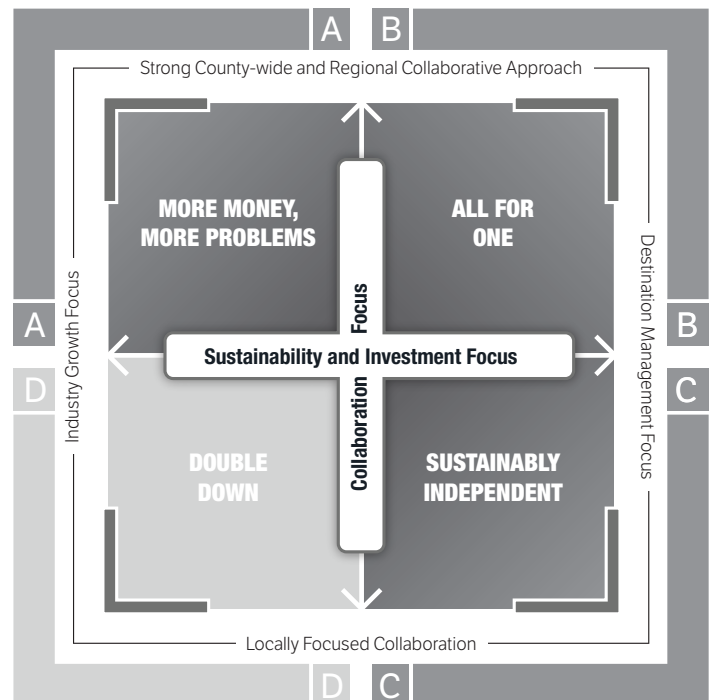 A B
Strong County-wide and Regional Collaborative Approach
MORE MONEY,
MORE PROBLEMS
ALL FOR
ONE
A
Industry Growth Focus
D
Sustainability and Investment Focus
Collaboration Focus
B
Destination Management Focus
C
DOUBLE
DOWN
SUSTAINABLY
INDEPENDENT
Locally Focused Collaboration
D C